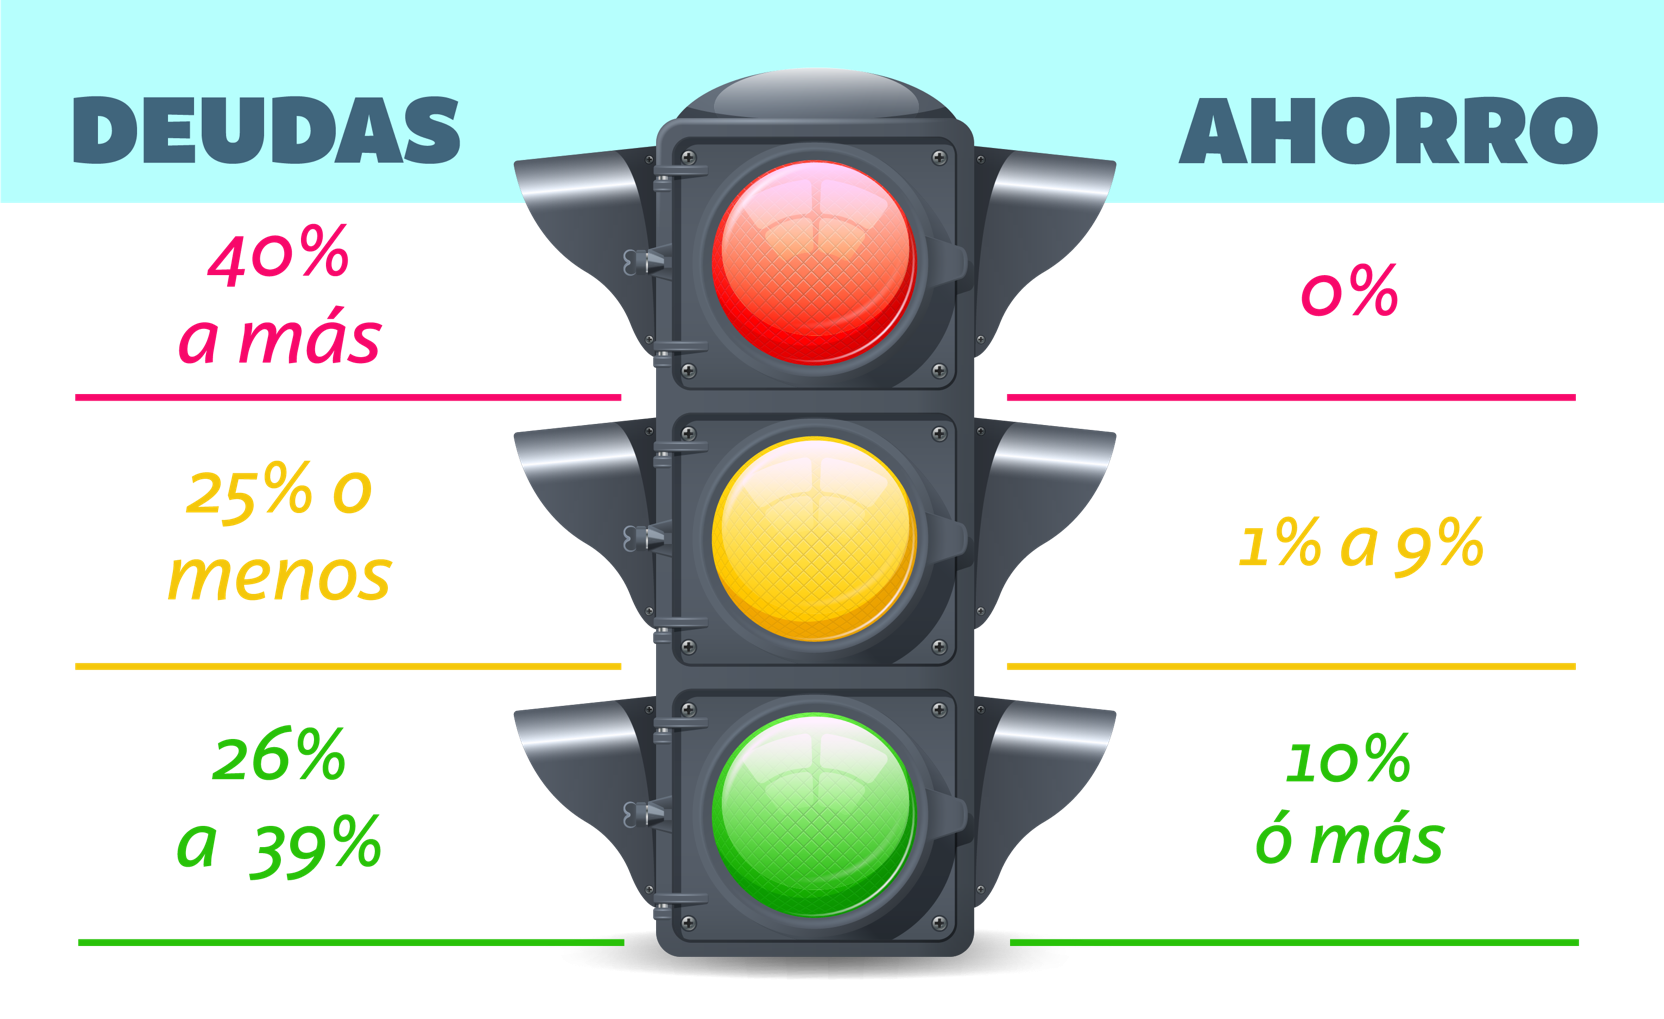 DEUDAS
AHORRO
40%
a más
0%
25% o
menos
1% a 9%
26%
a 39%
10%
ó más